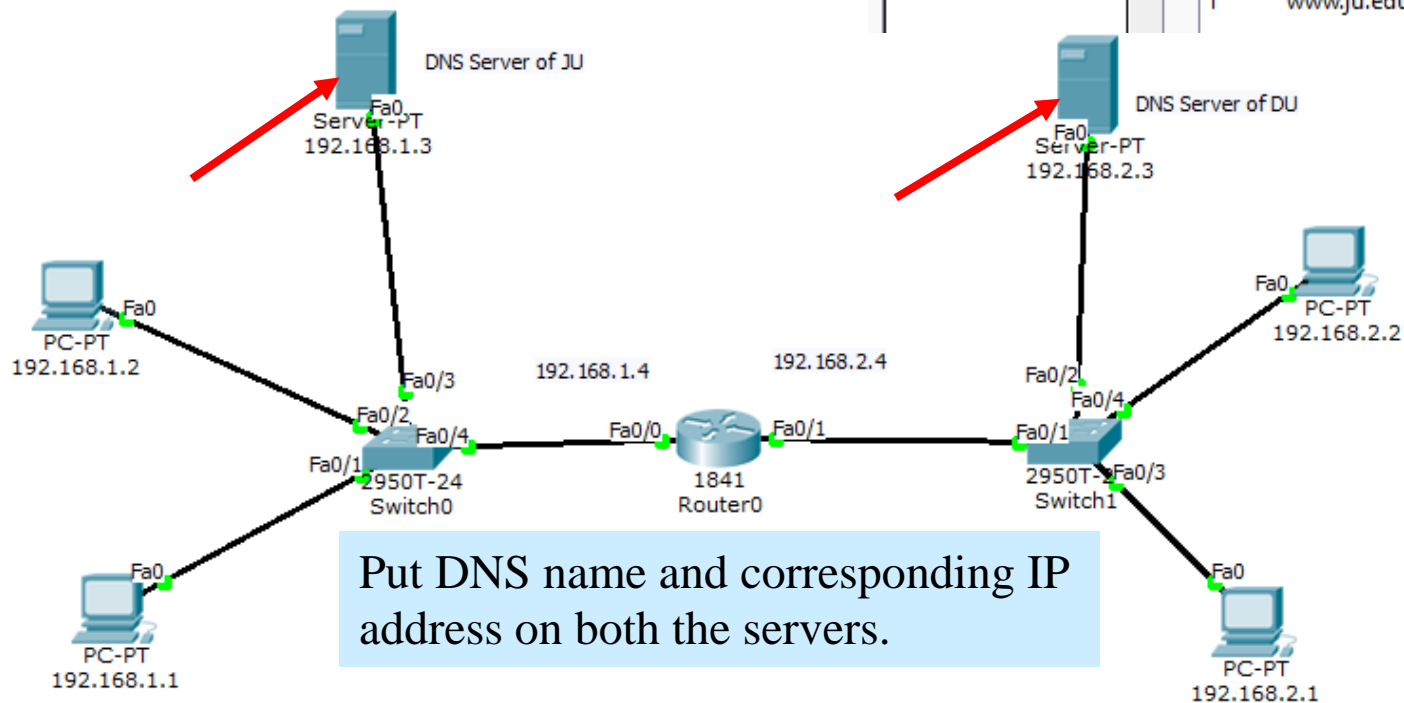 www.ju.edu
DNS Server of JU
Fa0
Server-PT
192.168.1.3
DNS Server of DU
Fa0
Server-PT
192.168.2.3
Fa0
PC-PT
192.168.1.2
Fa0
PC-PT
192.168.2.2
192.168.1.4
192.168.2.4
Fa0/3
Fa0/2
Fa0/4
Fa0/1
2950T-24
Switch0
Fa0/0
Fa0/1
1841
Router0
Fa0/2
Fa0/4
Fa0/1
Fa0/3
Switch1
Put DNS name and corresponding IP
address on both the servers.
Fa0
PC-PT
192.168.1.1
Fa0
PC-PT
192.168.2.1